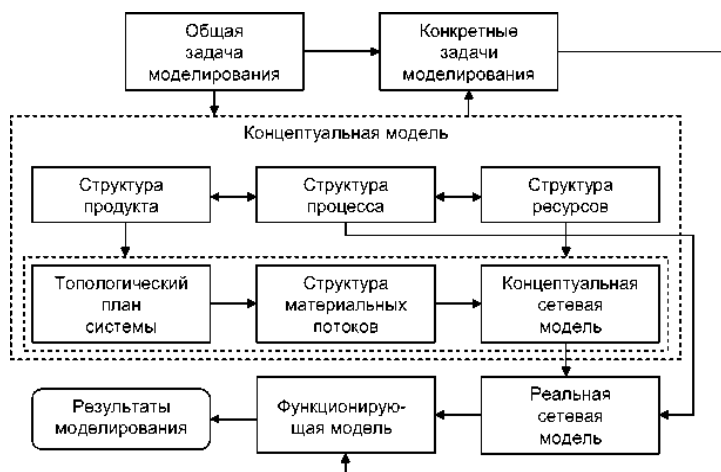 Общая
задача
моделирования
Конкретные
задачи
моделирования
Концептуальная модель
Структура
продукта
Структура
процесса
Структура
ресурсов
Топологический
план
системы
Структура
материальных
потоков
Концептуальная
сетевая
модель
Результаты
моделирования
Функционирую-
щая модель
Реальная
сетевая
модель